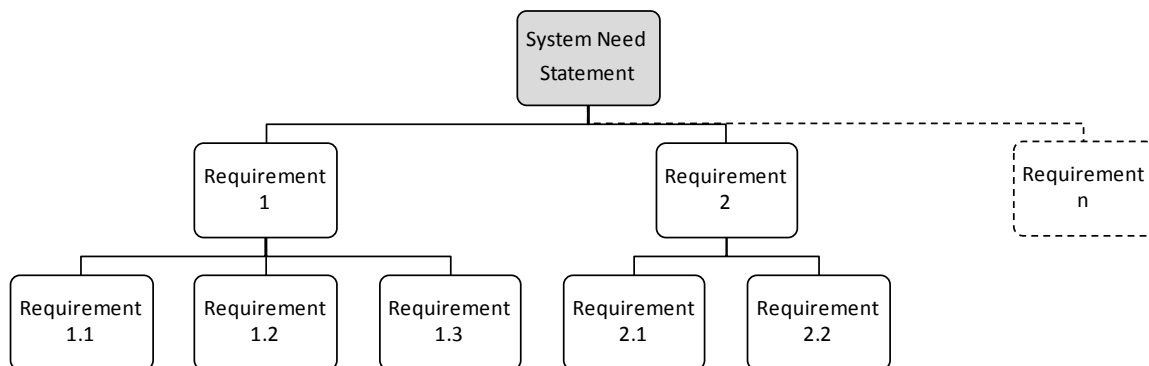 System Need
Statement
Requirement
1
Requirement
2
Requirement
n
Requirement
1.1
Requirement
1.2
Requirement
1.3
Requirement
2.1
Requirement
2.2